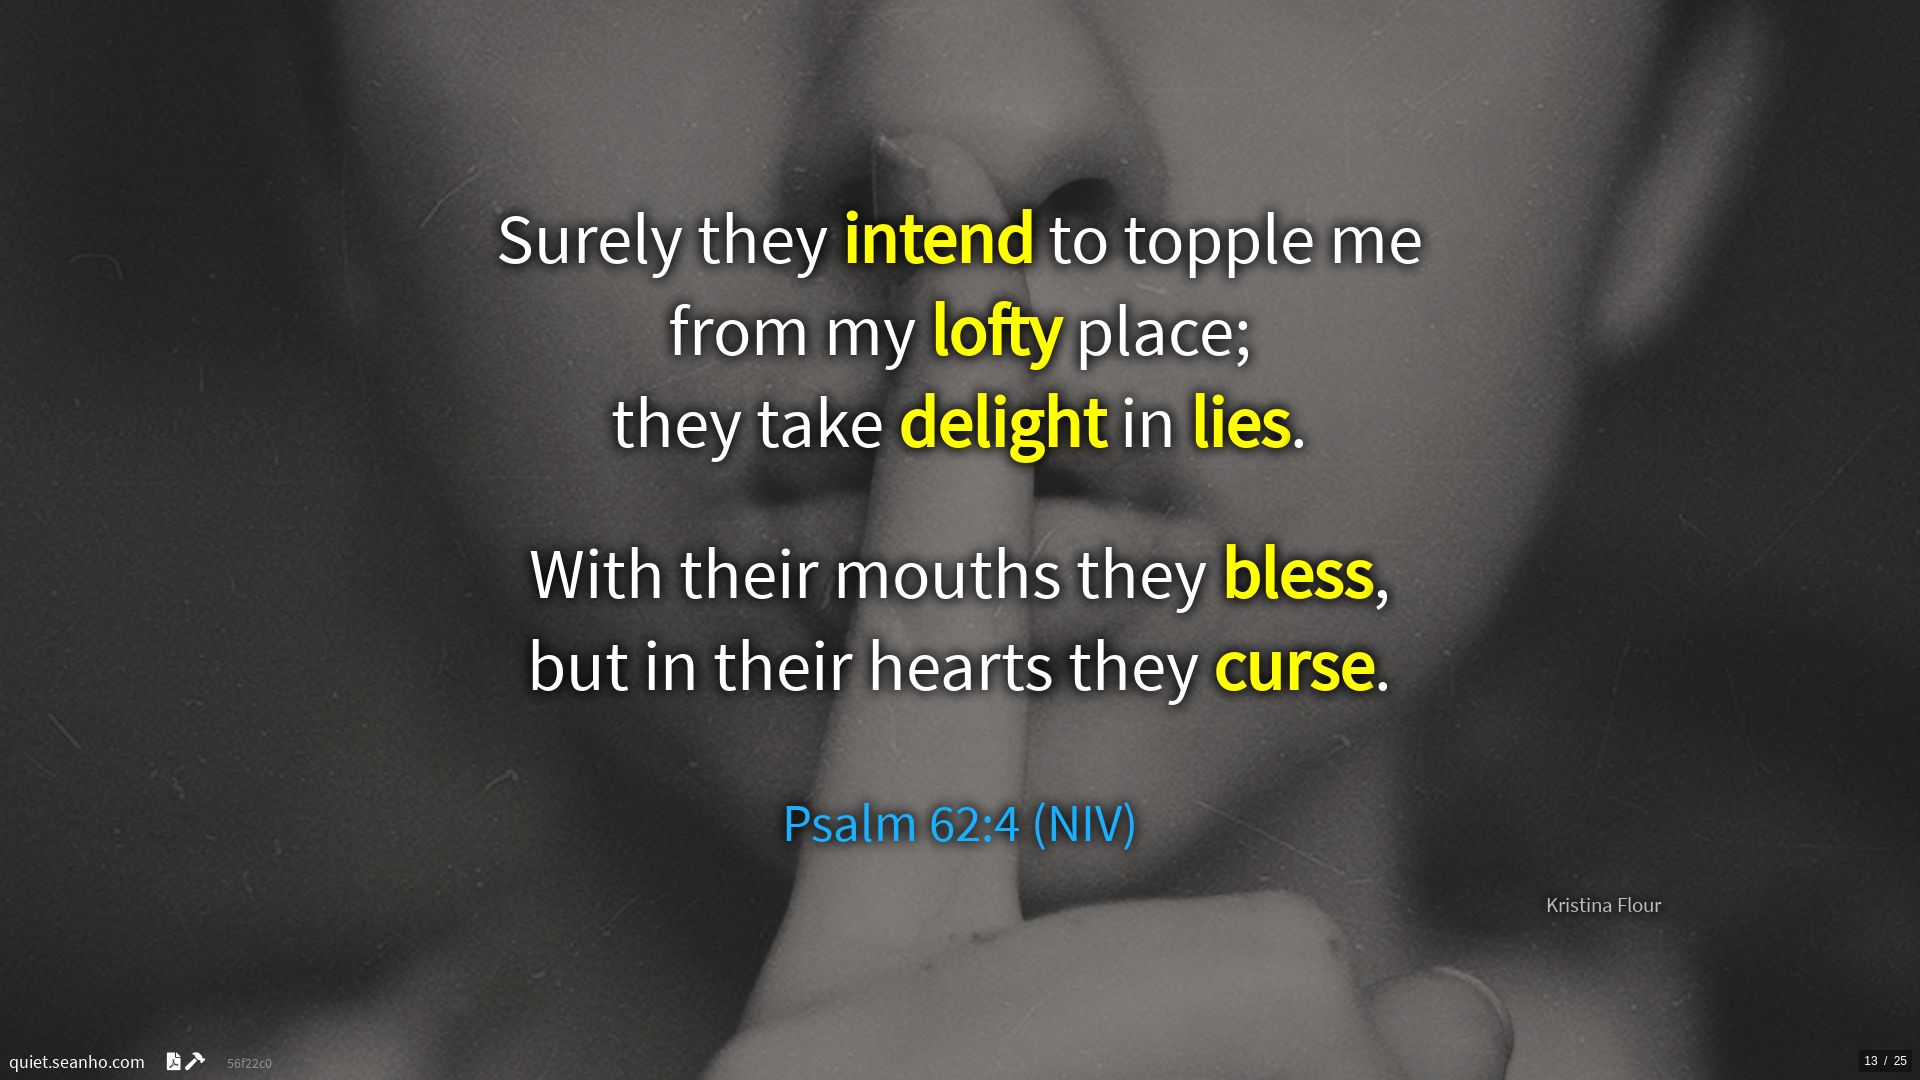 Surely they intend to topple me
from my lofty place;
they take delight in lies.
With their mouths they bless,
but in their hearts they curse.
Psalm 62:4 (NIV)
Kristina Flour
quiet.seanho.com 56f22c0
13 / 25